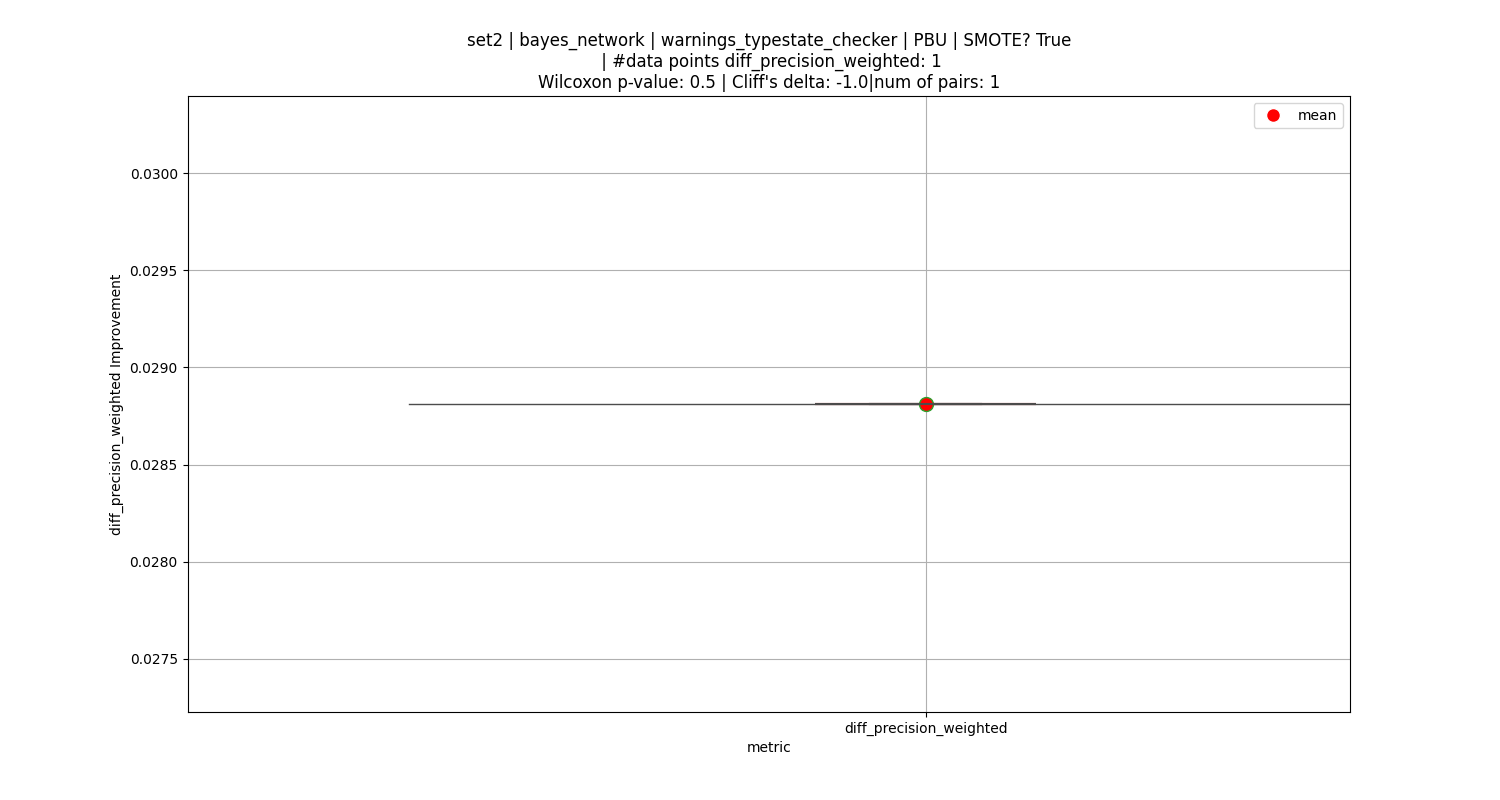 set2 | bayes_network | warnings_typestate_checker | PBU | SMOTE? True
| #data points diff_precision_weighted: 1
Wilcoxon p-value: 0.5 | Cliff's delta: -1.0|num of pairs: 1
mean
0.0300
0.0295
0.0290
0.0285
0.0280
0.0275
diff_precision_weighted Improvement
diff_precision_weighted
metric